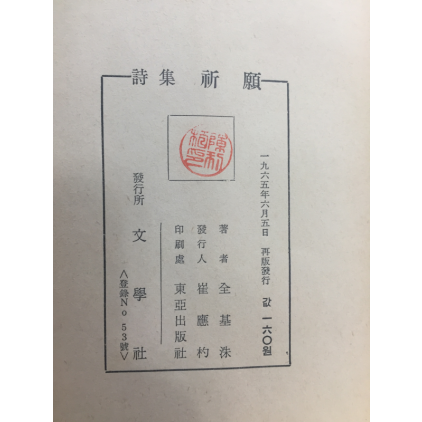 詩集 祈願
一九六五年六月五日 再版發行 값 一六〇원
著者 全基洙
發行人 崔應杓
印刷處 東亞出版社
發行所 文學社
<登錄No 53號>